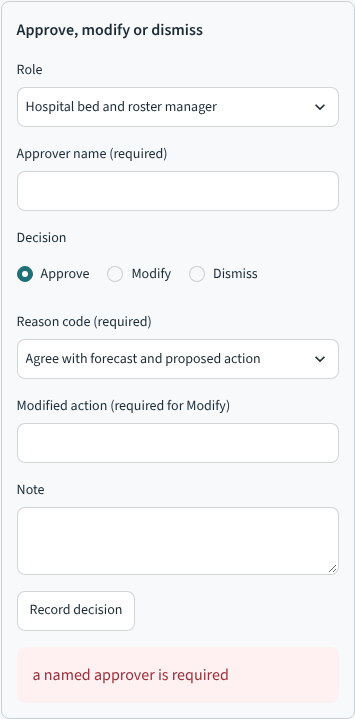 Approve, modify or dismiss
Role
Hospital bed and roster manager
Approver name (required)
Decision
Approve
Modify
Dismiss
Reason code (required)
Agree with forecast and proposed action
Modified action (required for Modify)
Note
Record decision
a named approver is required